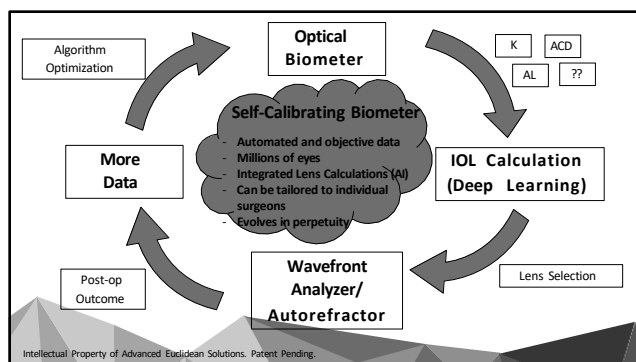 Optical
Biometer
Algorithm
Optimization
K
ACD
AL
??
Self-Calibrating Biometer
- Automated and objective data
- Millions of eyes
- Integrated Lens Calculations (AI)
- Can be tailored to individual
surgeons
- Evolves in perpetuity
More
Data
IOL Calculation
(Deep Learning)
Post-op
Outcome
Wavefront
Analyzer/
Autorefractor
Lens Selection
Intellectual Property of Advanced Euclidean Solutions. Patent Pending.